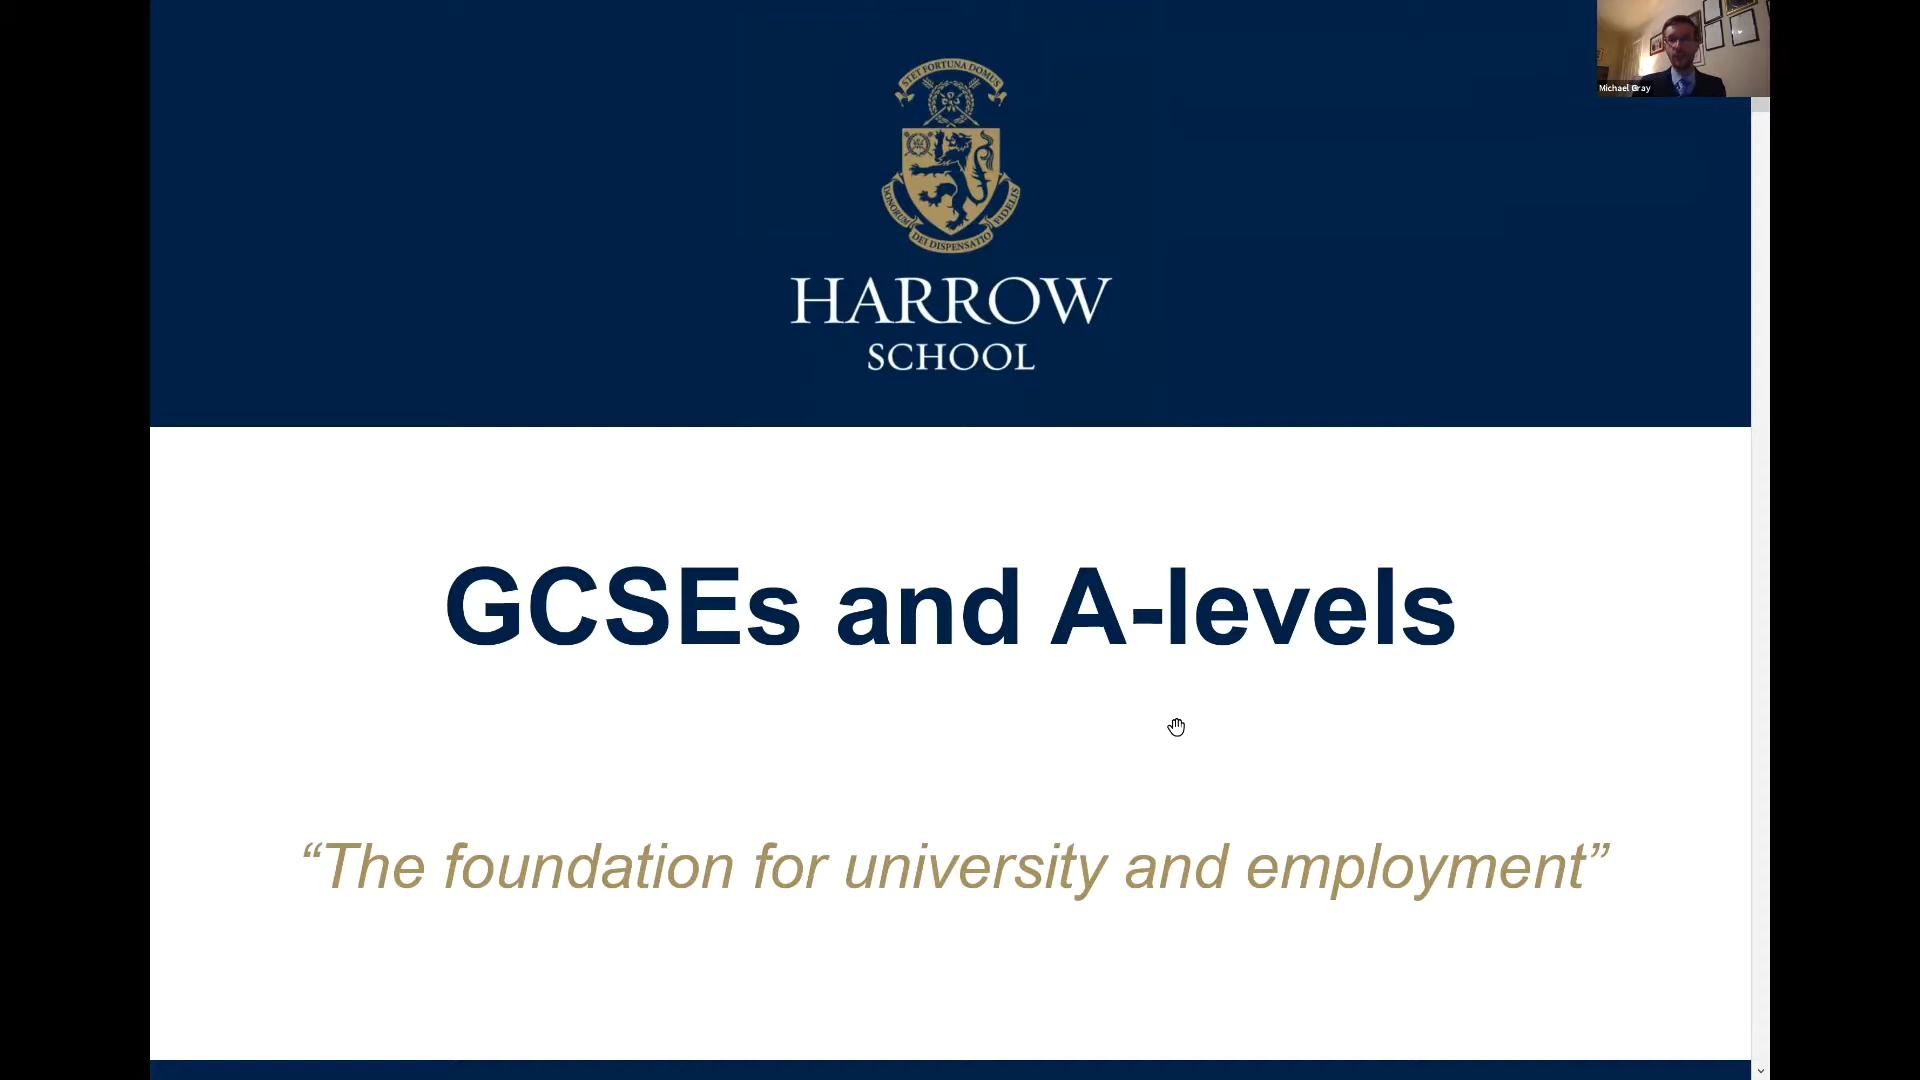 STET FORTUNA DOMUS
DONORUM DEI DISPENSATIO FIDELIS
HARROW
SCHOOL
Michael Gray
GCSEs and A-levels
“The foundation for university and employment”